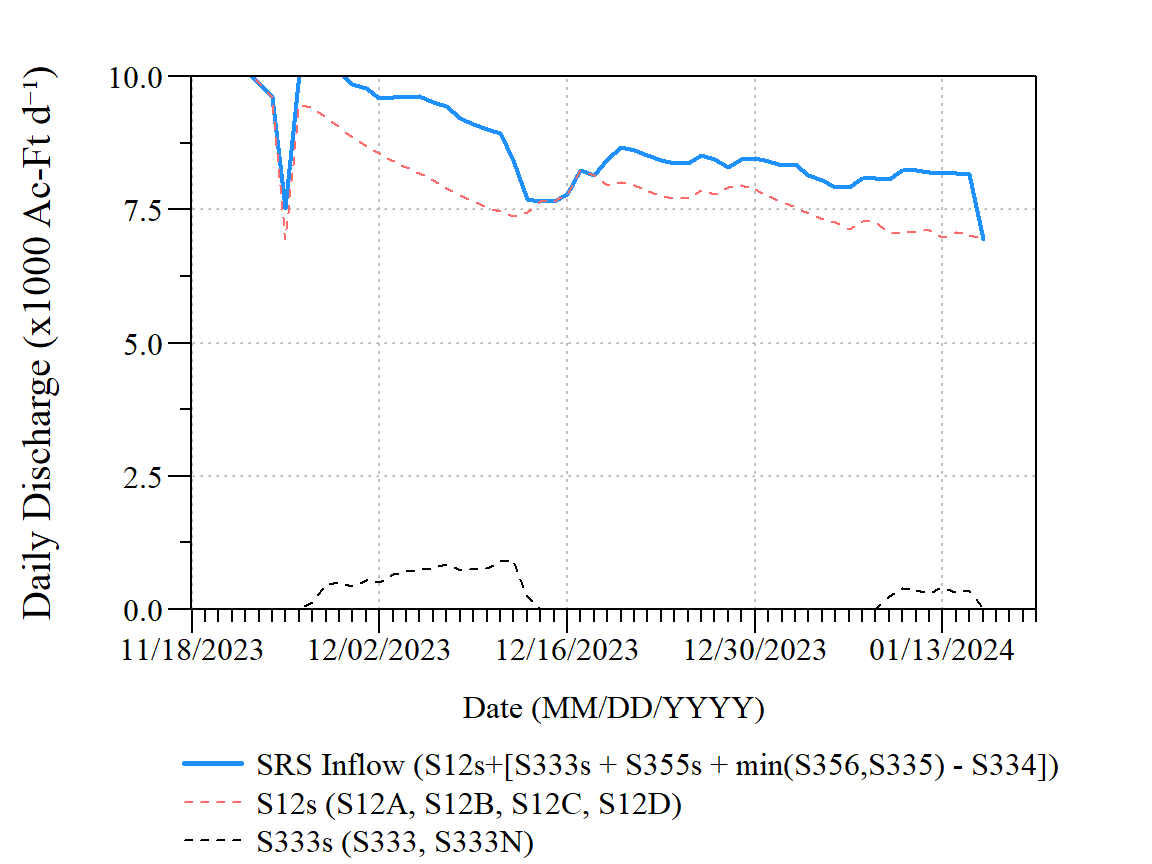 Daily Discharge (x1000 Ac-Ft d⁻¹)
10.0
7.5
5.0
2.5
0.0
11/18/2023 12/02/2023 12/16/2023 12/30/2023 01/13/2024
Date (MM/DD/YYYY)
SRS Inflow (S12s+[S333s + S355s + min(S356,S335) - S334])
S12s (S12A, S12B, S12C, S12D)
S333s (S333, S333N)